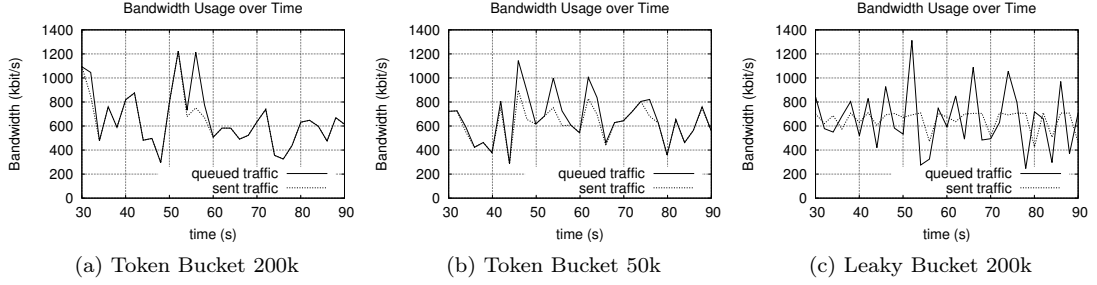 Bandwidth Usage over Time
Bandwidth (kbit/s)
1400
1200
1000
800
600
400
200
0
queued traffic
sent traffic
30 40 50 60 70 80 90
time (s)
(a) Token Bucket 200k
Bandwidth Usage over Time
Bandwidth (kbit/s)
1400
1200
1000
800
600
400
200
0
queued traffic
sent traffic
30 40 50 60 70 80 90
time (s)
(b) Token Bucket 50k
Bandwidth Usage over Time
Bandwidth (kbit/s)
1400
1200
1000
800
600
400
200
0
queued traffic
sent traffic
30 40 50 60 70 80 90
time (s)
(c) Leaky Bucket 200k